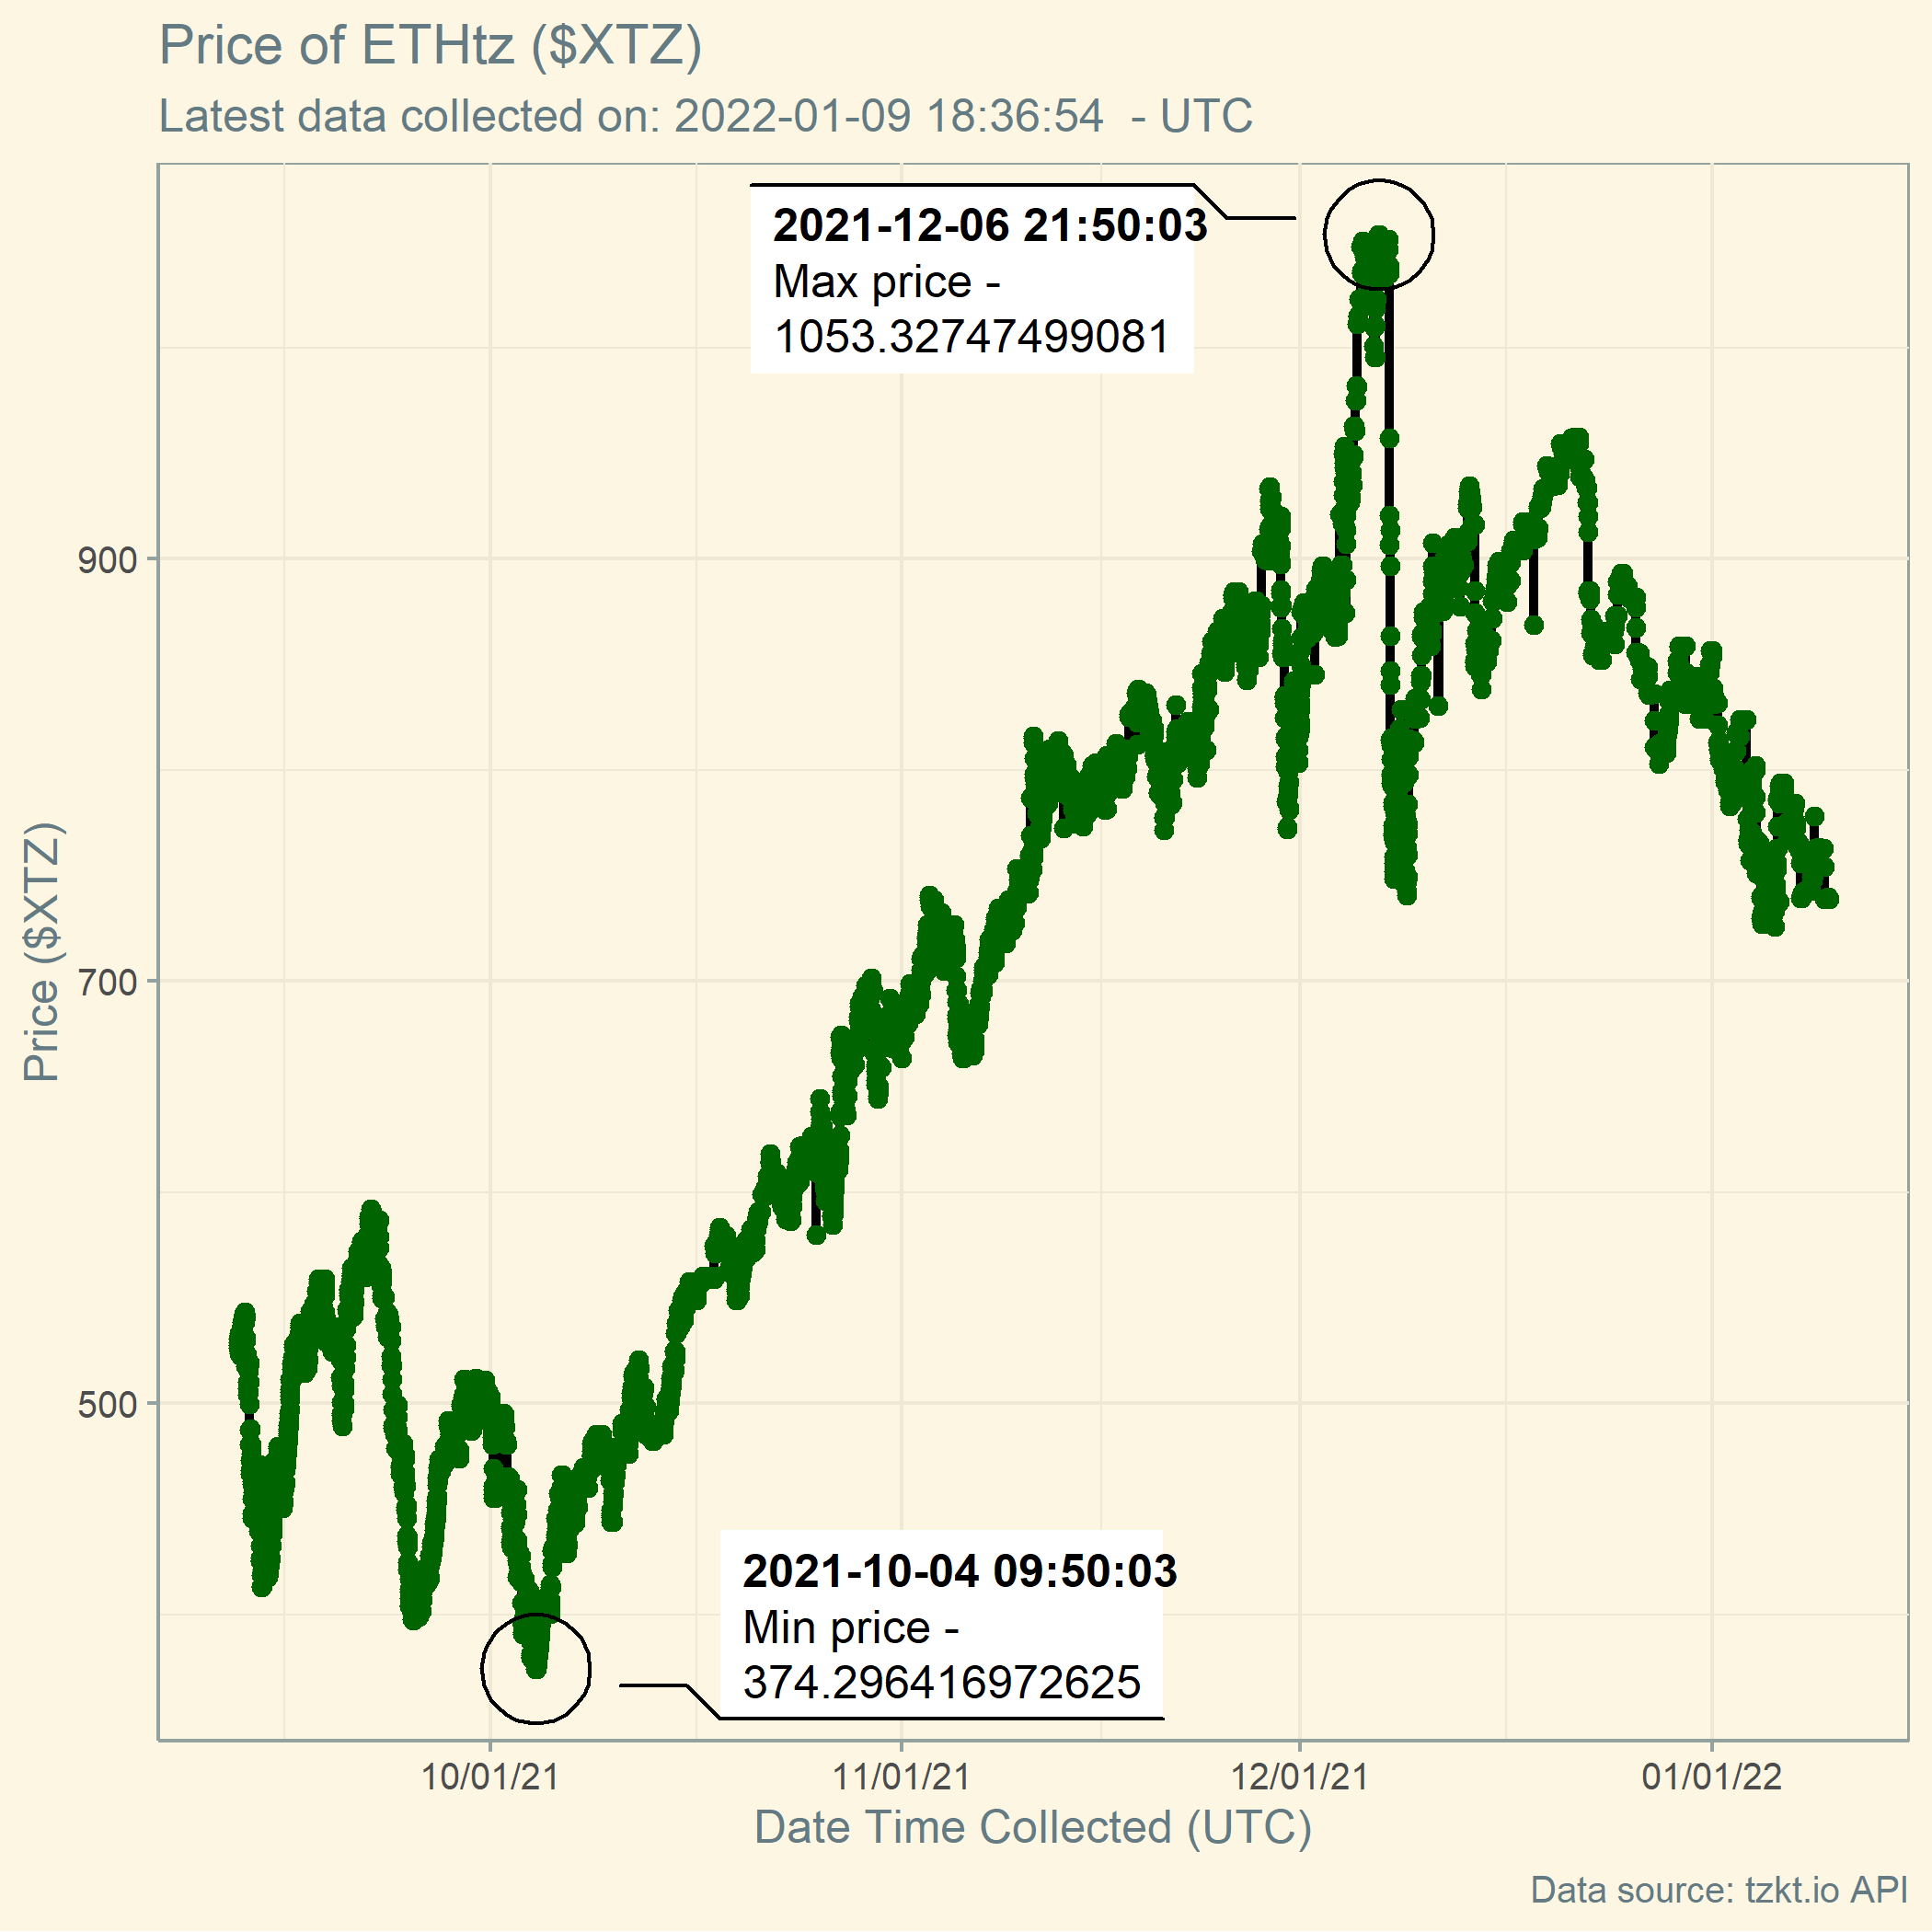 Price of ETHtz ($XTZ)
Latest data collected on: 2022-01-09 18:36:54  - UTC
2021-12-06 21:50:03
Max price -
1053.32747499081
900
700
500
Price ($XTZ)
2021-10-04 09:50:03
Min price -
374.296416972625
10/01/21 11/01/21 12/01/21 01/01/22
Date Time Collected (UTC)
Data source: tzkt.io API